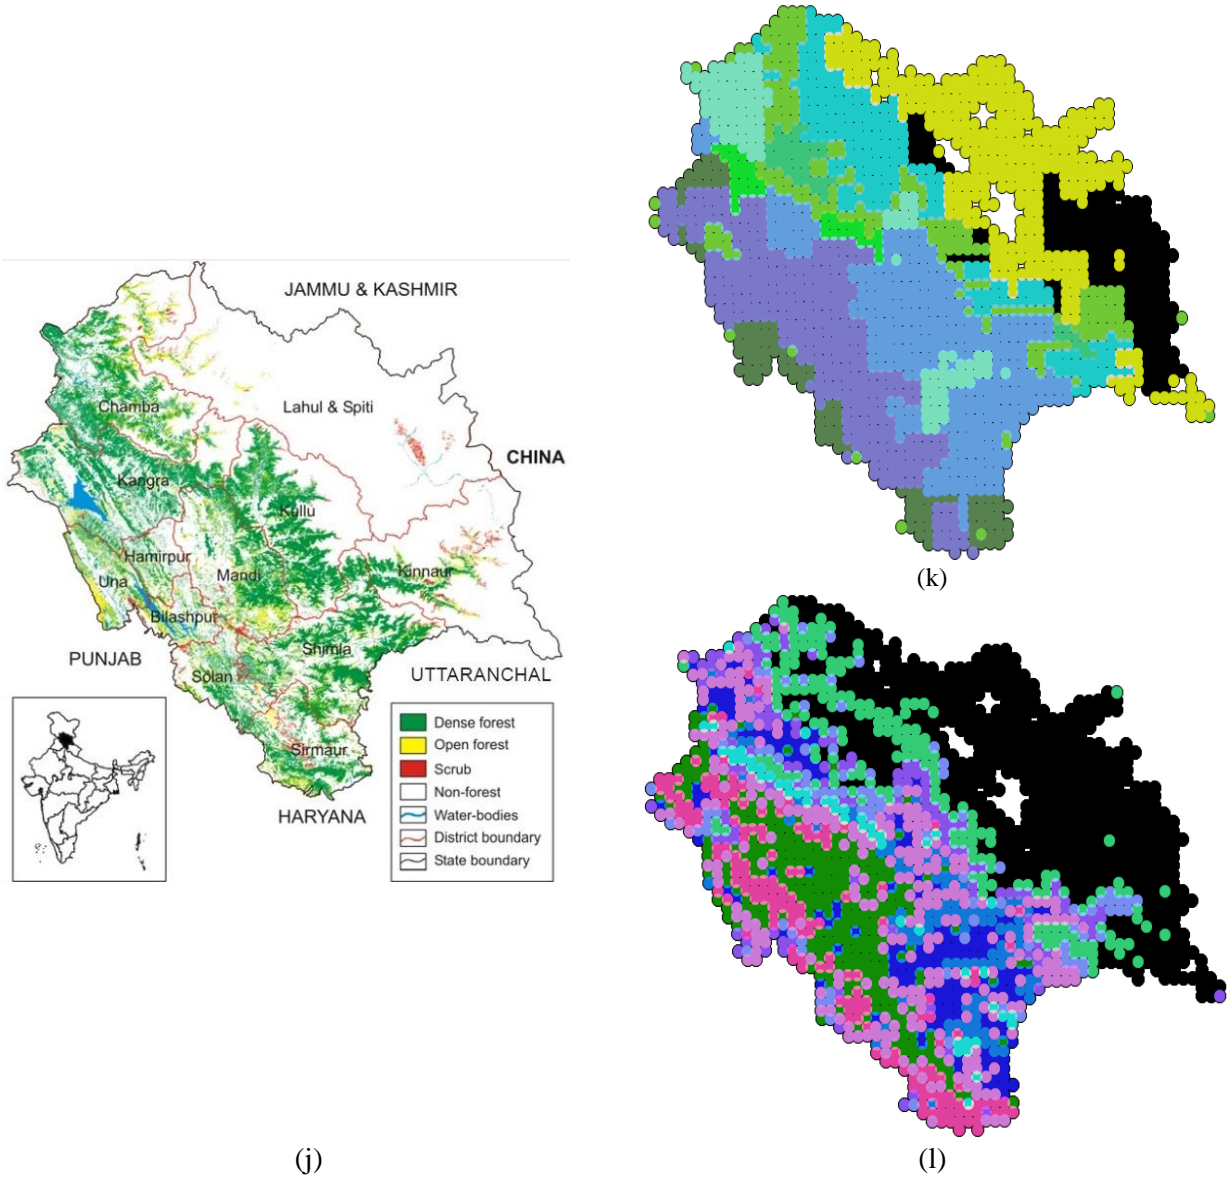 (k)
JAMMU & KASHMIR
Lahul & Spiti
Chamba
CHINA
Kangra
Kullu
Hamirpur
Mandi
Kinnaur
Una
Bilashpur
Shimla
PUNJAB
Solan
UTTARANCHAL
Sirmaur
HARYANA
Dense forest
Open forest
Scrub
Non-forest
Water-bodies
District boundary
State boundary
(j)
(l)